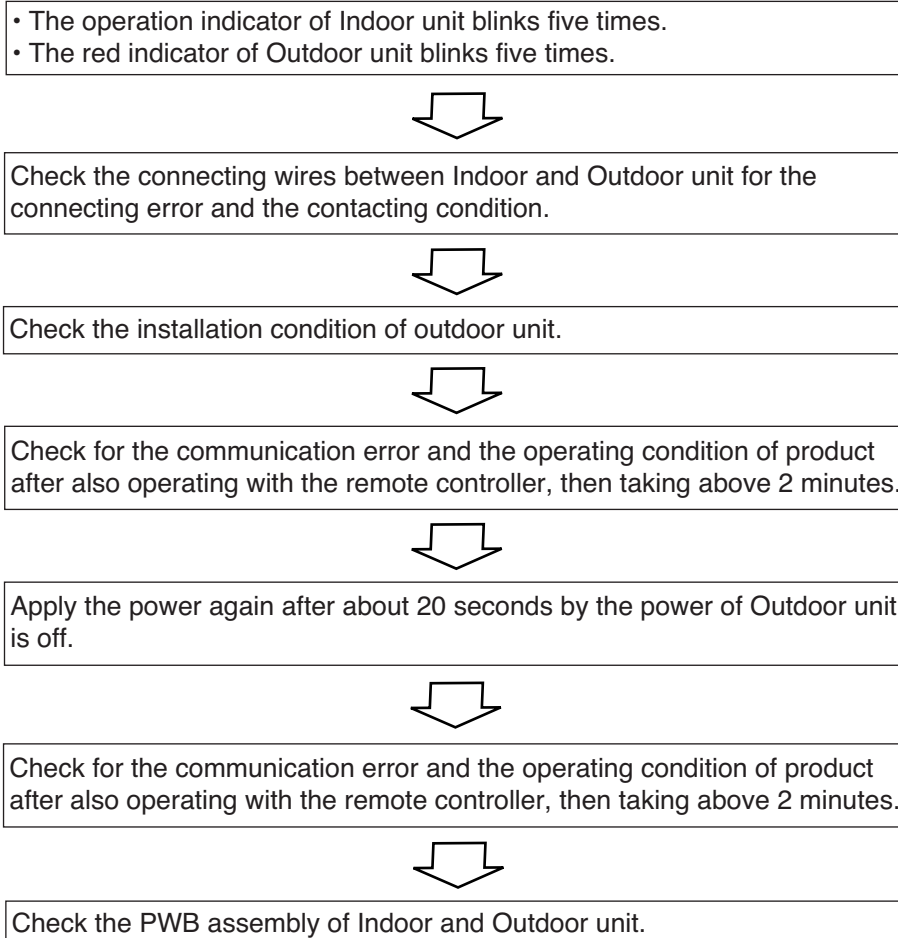 • The operation indicator of Indoor unit blinks five times.
• The red indicator of Outdoor unit blinks five times.
Check the connecting wires between Indoor and Outdoor unit for the
connecting error and the contacting condition.
Check the installation condition of outdoor unit.
Check for the communication error and the operating condition of product
after also operating with the remote controller, then taking above 2 minutes.
Apply the power again after about 20 seconds by the power of Outdoor unit
is off.
Check for the communication error and the operating condition of product
after also operating with the remote controller, then taking above 2 minutes.
Check the PWB assembly of Indoor and Outdoor unit.